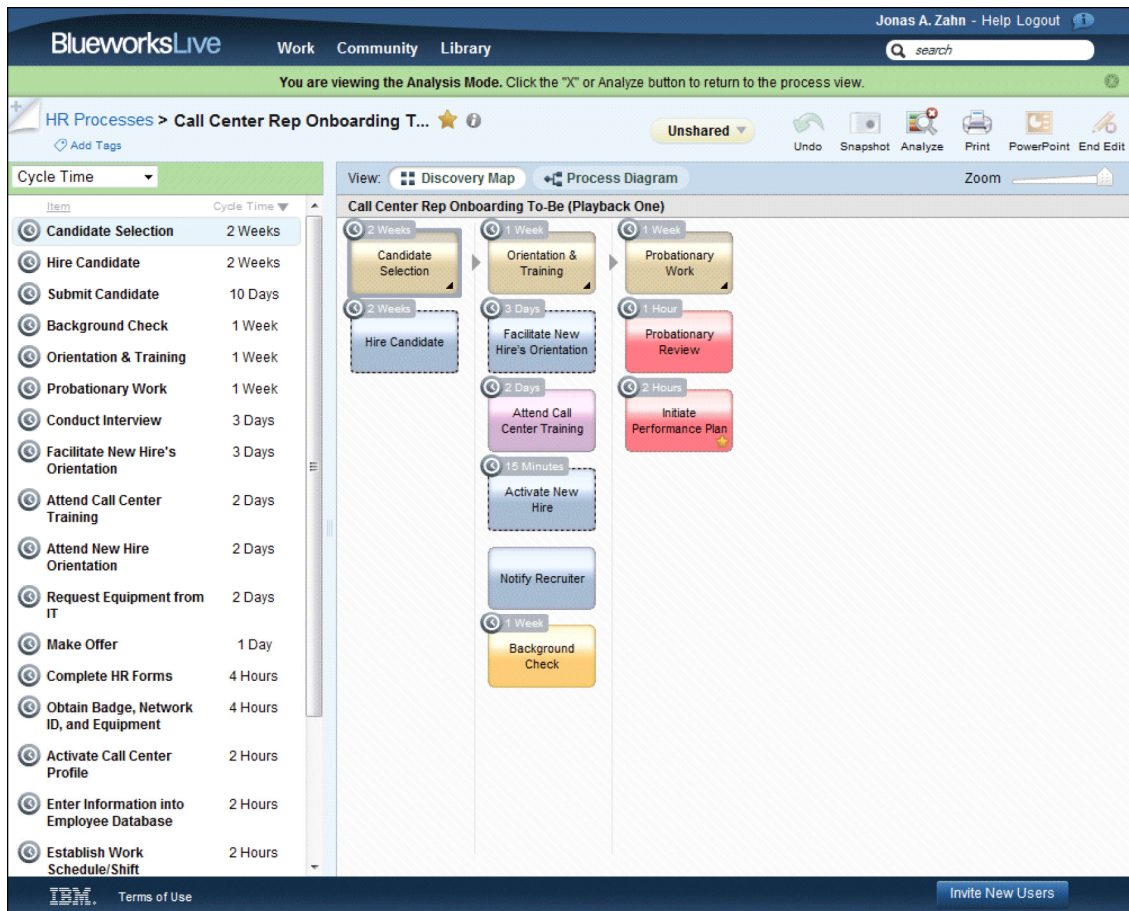 Jonas A. Zahn - Help Logout
BlueworksLive Work Community Library search
You are viewing the Analysis Mode. Click the "X" or Analyze button to return to the process view.
HR Processes > Call Center Rep Onboarding T...
Add Tags
Unshared
Undo Snapshot Analyze Print PowerPoint End Edit
Cycle Time
Item Cycle Time
Candidate Selection 2 Weeks
Hire Candidate 2 Weeks
Submit Candidate 10 Days
Background Check 1 Week
Orientation & Training 1 Week
Probationary Work 1 Week
Conduct Interview 3 Days
Facilitate New Hire's 3 Days
Orientation
Attend Call Center 2 Days
Training
Attend New Hire 2 Days
Orientation
Request Equipment from 2 Days
IT
Make Offer 1 Day
Complete HR Forms 4 Hours
Obtain Badge, Network 4 Hours
ID, and Equipment
Activate Call Center 2 Hours
Profile
Enter Information into 2 Hours
Employee Database
Establish Work 2 Hours
Schedule/Shift
View: Discovery Map Process Diagram Zoom
Call Center Rep Onboarding To-Be (Playback One)
2 Weeks
Candidate
Selection
2 Weeks
Hire Candidate
1 Week
Orientation &
Training
3 Days
Facilitate New
Hire's Orientation
2 Days
Attend Call
Center Training
15 Minutes
Activate New
Hire
Notify Recruiter
1 Week
Background
Check
1 Week
Probationary
Work
1 Hour
Probationary
Review
2 Hours
Initiate
Performance Plan
IBM. Terms of Use Invite New Users